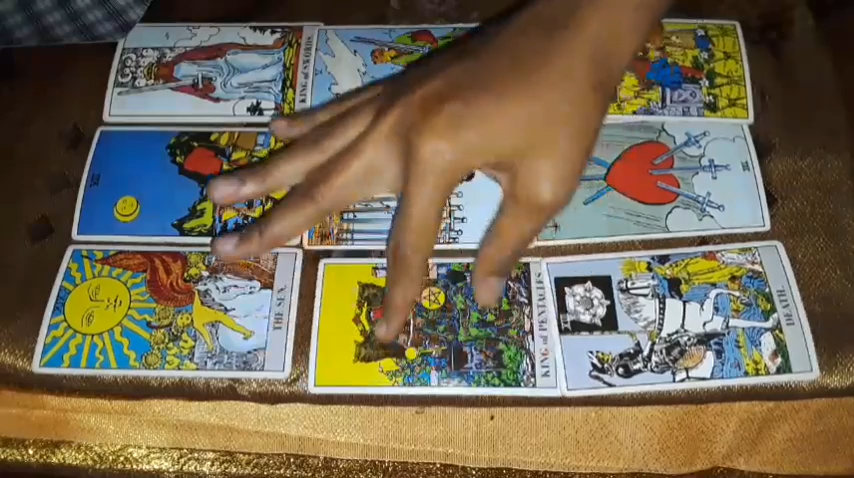 KING of SWORDS.
THE SUN.
KING of PENTACLES
DEATH.